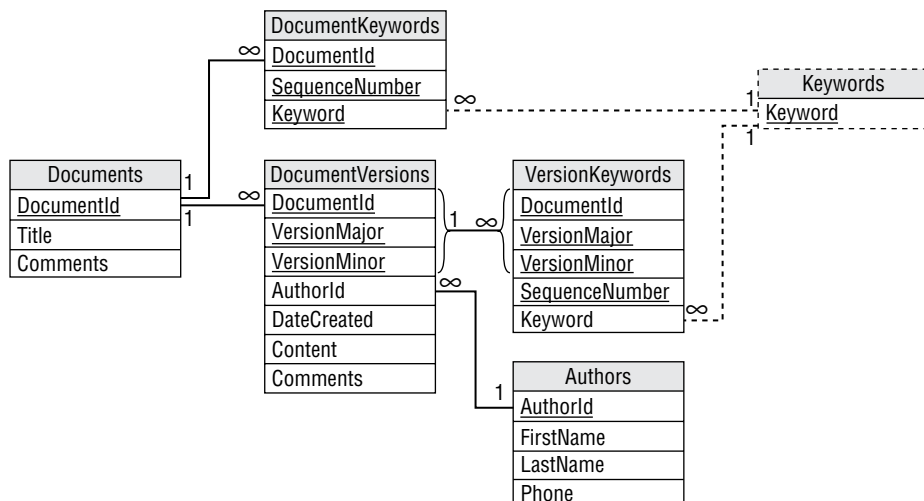 DocumentKeywords
∞
DocumentId
SequenceNumber
Keyword
∞
1
Keywords
Keyword
1
Documents
1
DocumentId
1
Title
Comments
DocumentVersions
∞
DocumentId
VersionMajor
VersionMinor
1
∞
AuthorId
∞
DateCreated
Content
Comments
VersionKeywords
DocumentId
VersionMajor
VersionMinor
SequenceNumber
Keyword
∞
Authors
1
AuthorId
FirstName
LastName
Phone